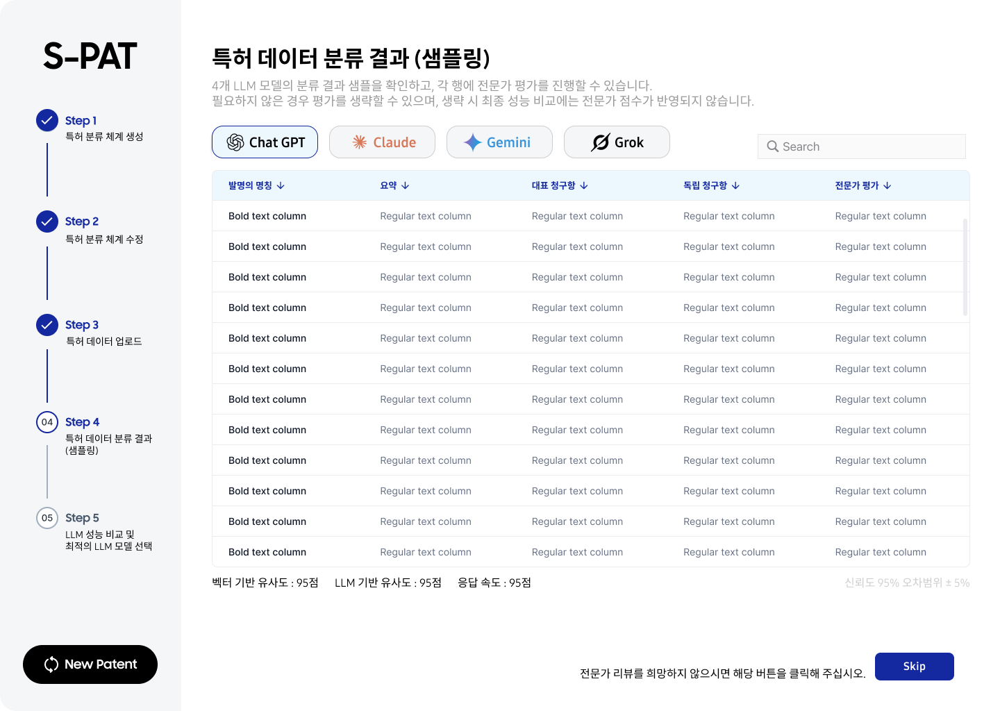 S-PAT
Step 1
특허 분류 체계 생성
Step 2
특허 분류 체계 수정
Step 3
특허 데이터 업로드
04 Step 4
특허 데이터 분류 결과
(샘플링)
05 Step 5
LLM 성능 비교 및
최적의 LLM 모델 선택
New Patent
특허 데이터 분류 결과 (샘플링)
4개 LLM 모델의 분류 결과 샘플을 확인하고, 각 행에 전문가 평가를 진행할 수 있습니다.
필요하지 않은 경우 평가를 생략할 수 있으며, 생략 시 최종 성능 비교에는 전문가 점수가 반영되지 않습니다.
Chat GPT Claude Gemini Grok Search
발명의 명칭 ↓ 요약 ↓ 대표 청구항 ↓ 독립 청구항 ↓ 전문가 평가 ↓
Bold text column Regular text column Regular text column Regular text column Regular text column
Bold text column Regular text column Regular text column Regular text column Regular text column
Bold text column Regular text column Regular text column Regular text column Regular text column
Bold text column Regular text column Regular text column Regular text column Regular text column
Bold text column Regular text column Regular text column Regular text column Regular text column
Bold text column Regular text column Regular text column Regular text column Regular text column
Bold text column Regular text column Regular text column Regular text column Regular text column
Bold text column Regular text column Regular text column Regular text column Regular text column
Bold text column Regular text column Regular text column Regular text column Regular text column
Bold text column Regular text column Regular text column Regular text column Regular text column
Bold text column Regular text column Regular text column Regular text column Regular text column
Bold text column Regular text column Regular text column Regular text column Regular text column
벡터 기반 유사도 : 95점 LLM 기반 유사도 : 95점 응답 속도 : 95점 신뢰도 95% 오차범위 ± 5%
전문가 리뷰를 희망하지 않으시면 해당 버튼을 클릭해 주십시오. Skip